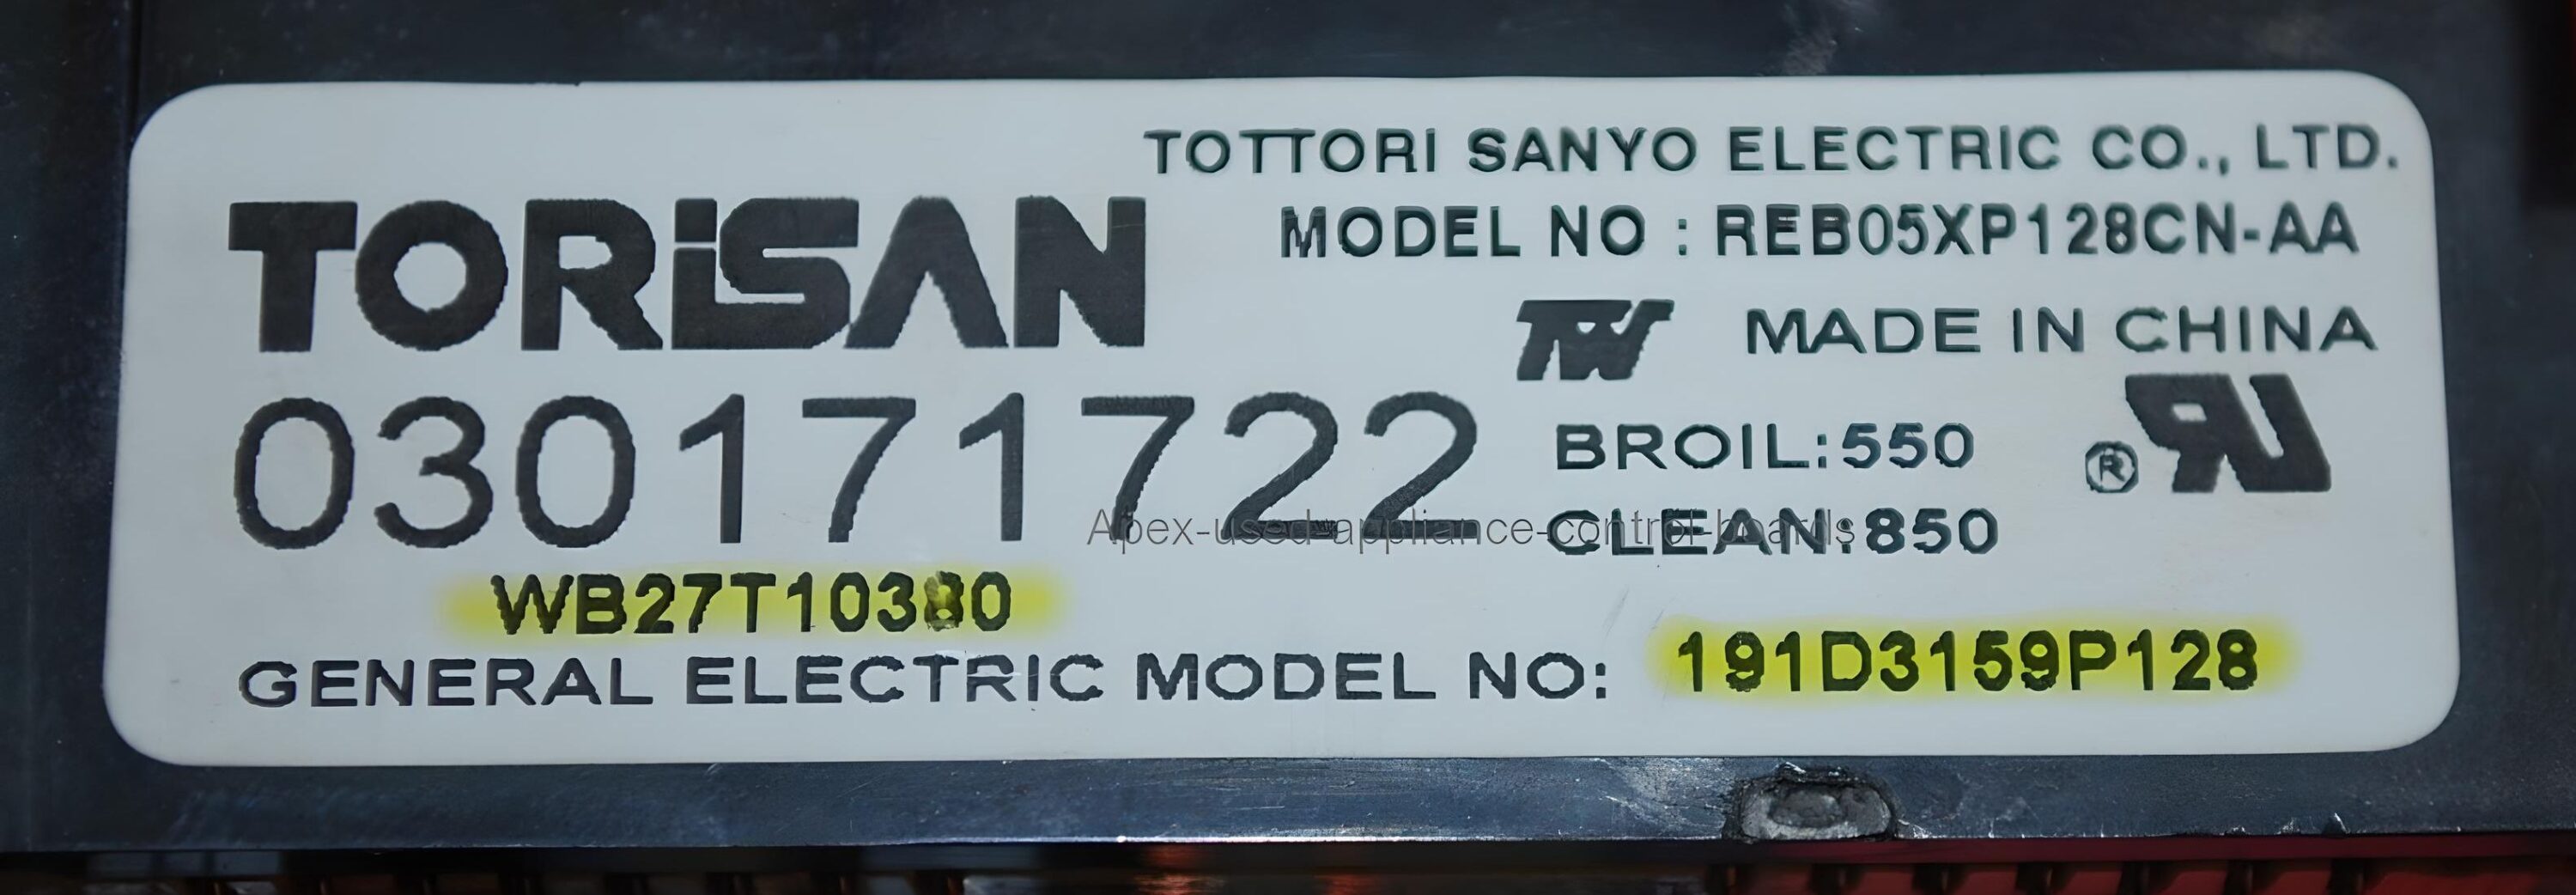 TOTTORI SANYO ELECTRIC CO., LTD.
TORiSAN
MODEL NO : REB05XP128CN-AA
MADE IN CHINA
030171722
BROIL:550
®
CLEAN:850
Apex-used-appliance-control-boards
WB27T10380
GENERAL ELECTRIC MODEL NO: 191D3159P128